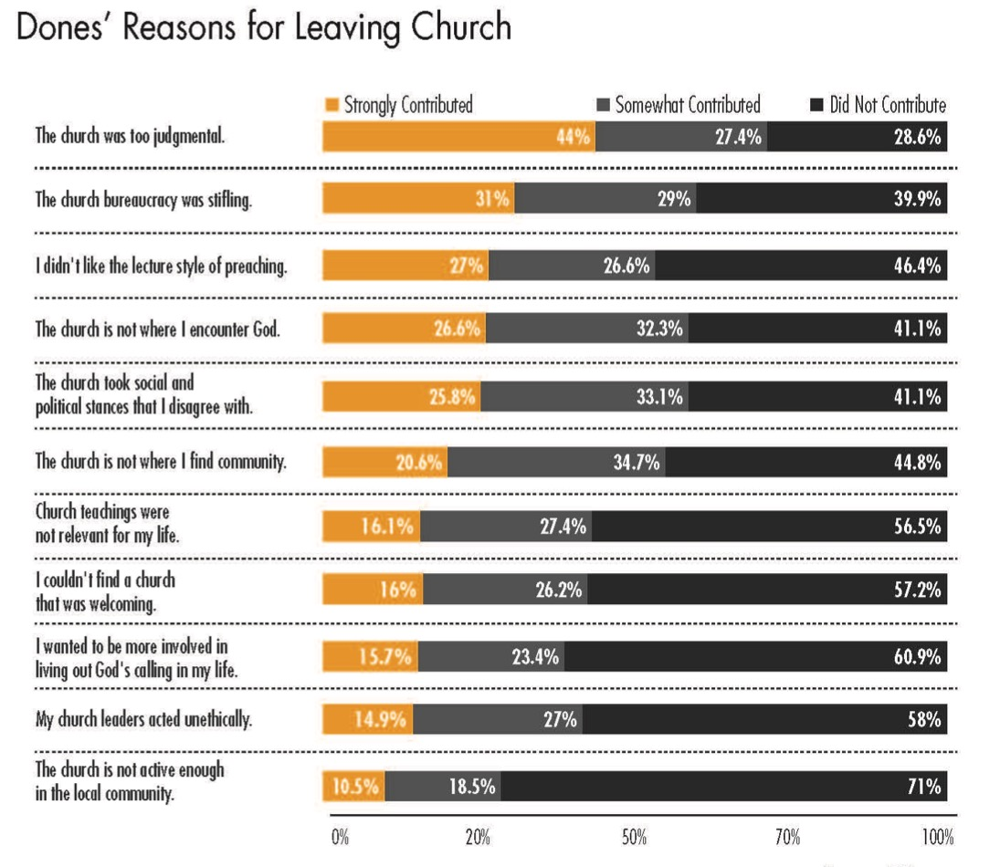 Dones' Reasons for Leaving Church
Strongly Contributed Somewhat Contributed Did Not Contribute
The church was too judgmental. 44% 27.4% 28.6%
The church bureaucracy was stifling. 31% 29% 39.9%
I didn't like the lecture style of preaching. 27% 26.6% 46.4%
The church is not where I encounter God. 26.6% 32.3% 41.1%
The church took social and
political stances that I disagree with. 25.8% 33.1% 41.1%
The church is not where I find community. 20.6% 34.7% 44.8%
Church teachings were
not relevant for my life. 16.1% 27.4% 56.5%
I couldn't find a church
that was welcoming. 16% 26.2% 57.2%
I wanted to be more involved in
living out God's calling in my life. 15.7% 23.4% 60.9%
My church leaders acted unethically. 14.9% 27% 58%
The church is not active enough
in the local community. 10.5% 18.5% 71%
0% 20% 50% 70% 100%